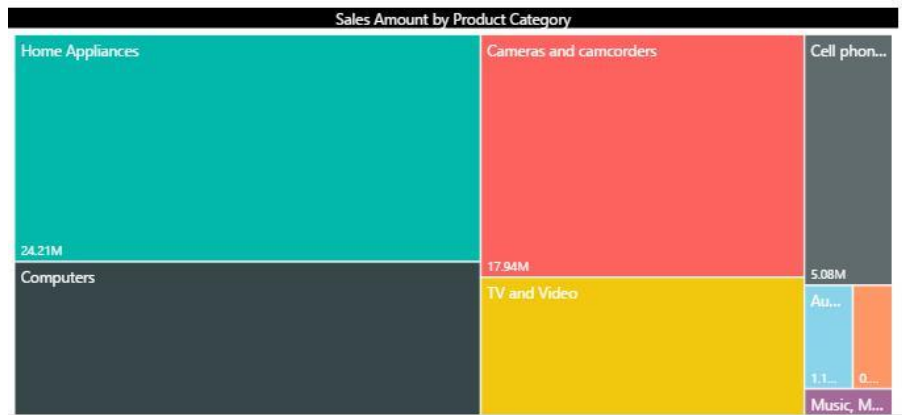 Sales Amount by Product Category
Home Appliances
24.21M
Computers
Cameras and camcorders
17.94M
TV and Video
Cell phon...
5.08M
Au...
1.1...
0....
Music, M...